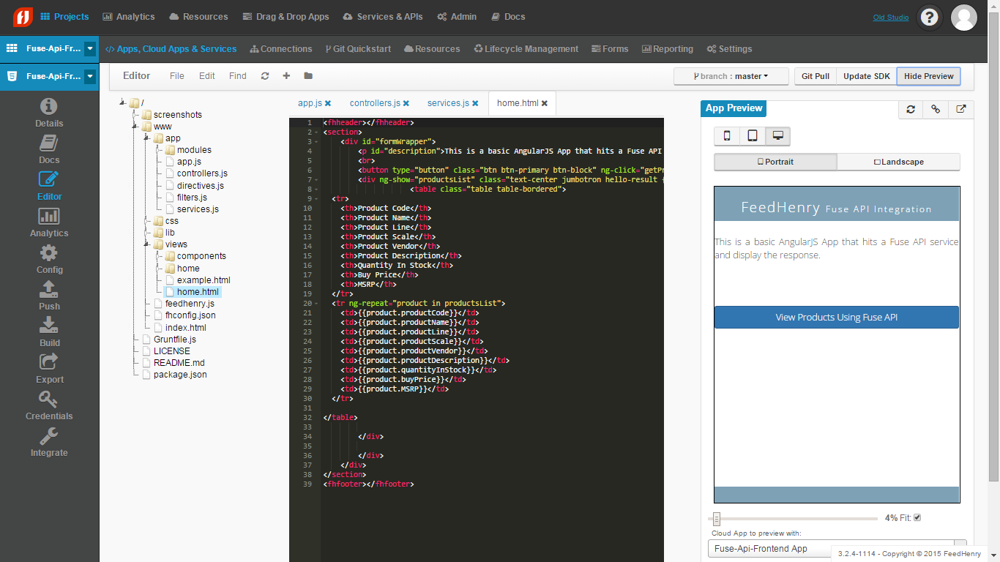 Projects Analytics Resources Drag & Drop Apps Services & APIs Admin Docs Old Studio ?
Fuse-Api-Fr... Apps, Cloud Apps & Services Connections Git Quickstart Resources Lifecycle Management Forms Reporting Settings
Fuse-Api-Fr...
Details
Docs
Editor
Analytics
Config
Push
Build
Export
Credentials
Integrate
Editor File Edit Find branch : master Git Pull Update SDK Hide Preview
/
screenshots
www
app
modules
app.js
controllers.js
directives.js
filters.js
services.js
css
lib
views
components
home
example.html
home.html
feedhenry.js
fhconfig.json
index.html
Gruntfile.js
LICENSE
README.md
package.json
app.js controllers.js services.js home.html
1 <fhheader></fhheader>
2 <section>
3 <div id="formWrapper">
4 <p id="description">This is a basic AngularJS App that hits a Fuse API
5 <br>
6 <button type="button" class="btn btn-primary btn-block" ng-click="getPr
7 <div ng-show="productsList" class="text-center jumbotron hello-result {
8 <table class="table table-bordered">
9 <tr>
10 <th>Product Code</th>
11 <th>Product Name</th>
12 <th>Product Line</th>
13 <th>Product Scale</th>
14 <th>Product Vendor</th>
15 <th>Product Description</th>
16 <th>Quantity In Stock</th>
17 <th>Buy Price</th>
18 <th>MSRP</th>
19 </tr>
20 <tr ng-repeat="product in productsList">
21 <td>{{product.productCode}}</td>
22 <td>{{product.productName}}</td>
23 <td>{{product.productLine}}</td>
24 <td>{{product.productScale}}</td>
25 <td>{{product.productVendor}}</td>
26 <td>{{product.productDescription}}</td>
27 <td>{{product.quantityInStock}}</td>
28 <td>{{product.buyPrice}}</td>
29 <td>{{product.MSRP}}</td>
30 </tr>
31
32 </table>
33
34 </div>
35
36 </div>
37 </div>
38 </section>
39 <fhfooter></fhfooter>
App Preview
Portrait Landscape
FeedHenry Fuse API Integration
This is a basic AngularJS App that hits a Fuse API service
and display the response.
View Products Using Fuse API
4% Fit:
Cloud App to preview with:
Fuse-Api-Frontend App
3.2.4-1114 - Copyright © 2015 FeedHenry